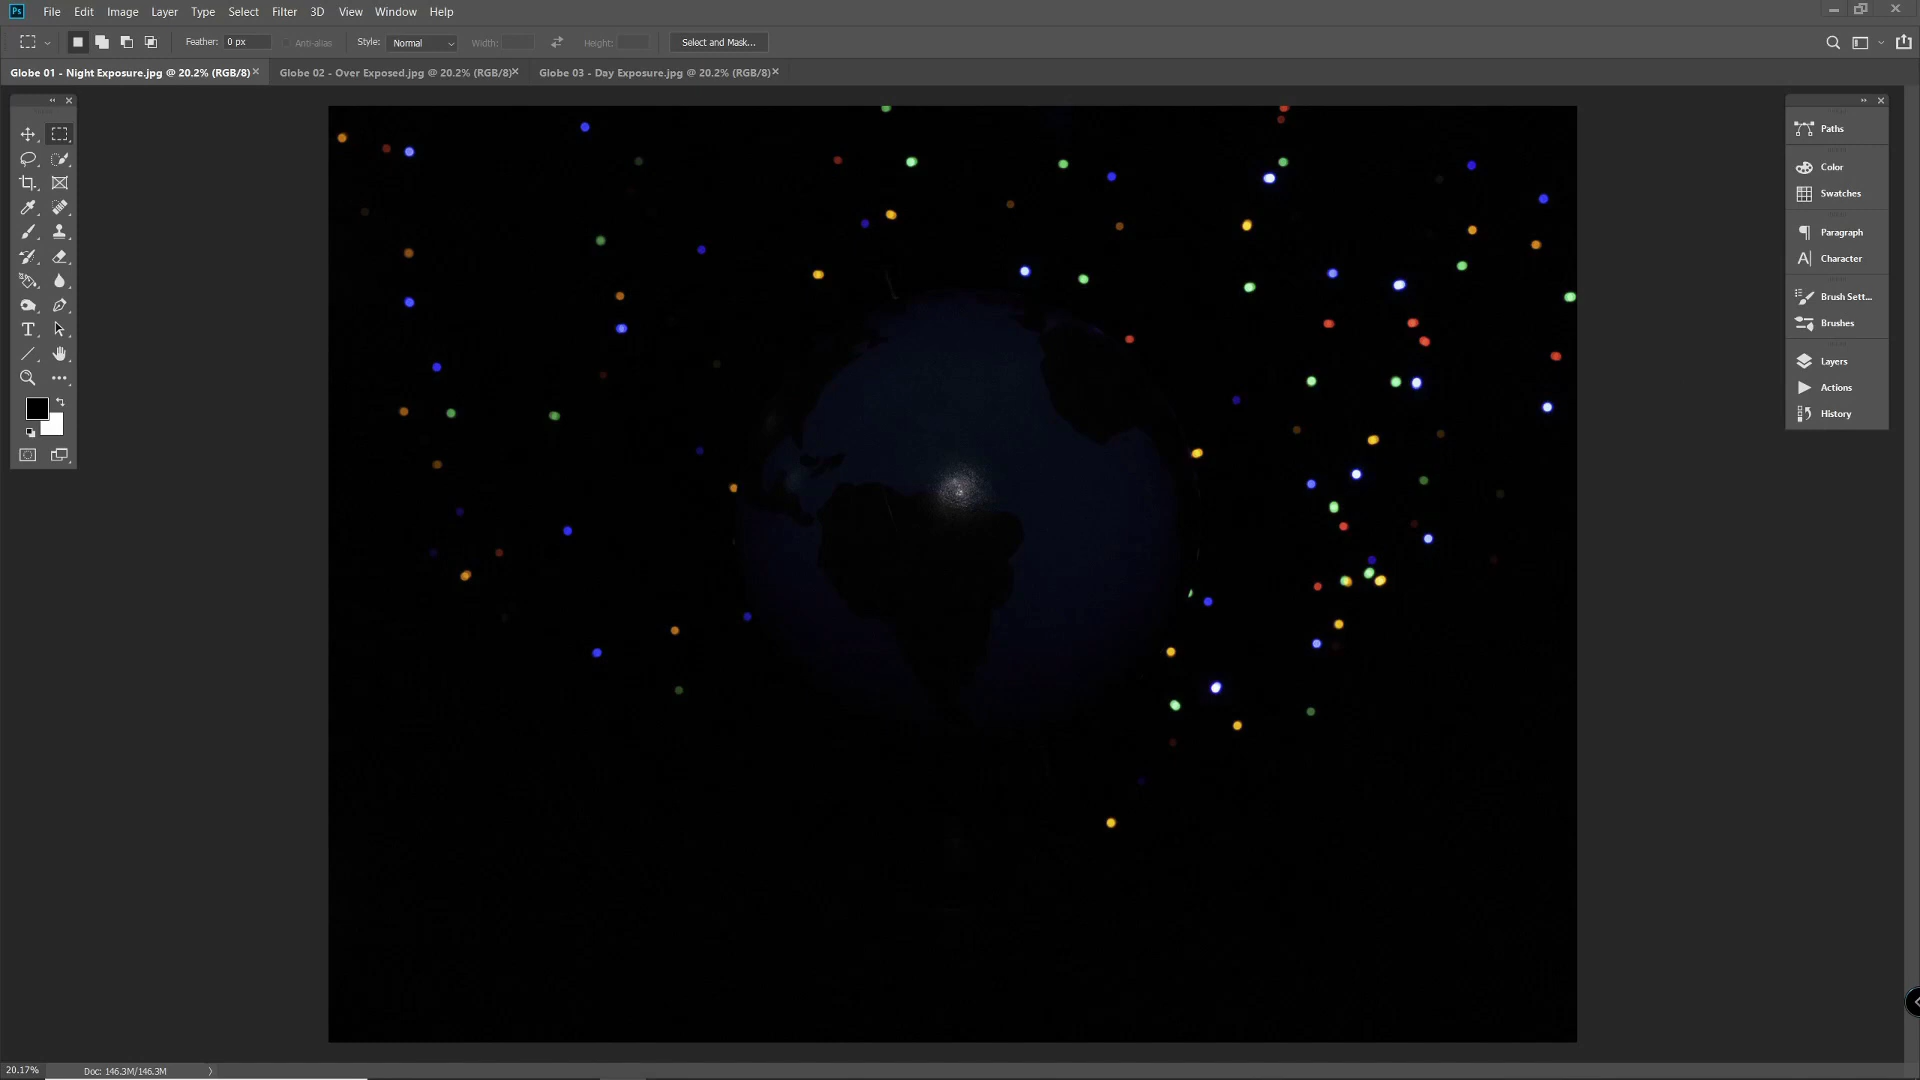 Ps File Edit Image Layer Type Select Filter 3D View Window Help
Feather: 0 px Anti-alias Style: Normal Width: Height: Select and Mask...
Globe 01 - Night Exposure.jpg @ 20.2% (RGB/8) Globe 02 - Over Exposed.jpg @ 20.2% (RGB/8) Globe 03 - Day Exposure.jpg @ 20.2% (RGB/8)
Paths
Color
Swatches
Paragraph
Character
Brush Sett...
Brushes
Layers
Actions
History
20.17% Doc: 146.3M/146.3M